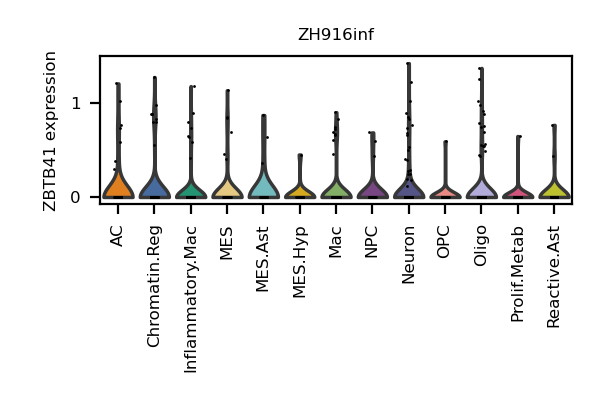 ZH916inf
ZBTB41 expression
1
0
AC
Chromatin.Reg
Inflammatory.Mac
MES
MES.Ast
MES.Hyp
Mac
NPC
Neuron
OPC
Oligo
Prolif.Metab
Reactive.Ast